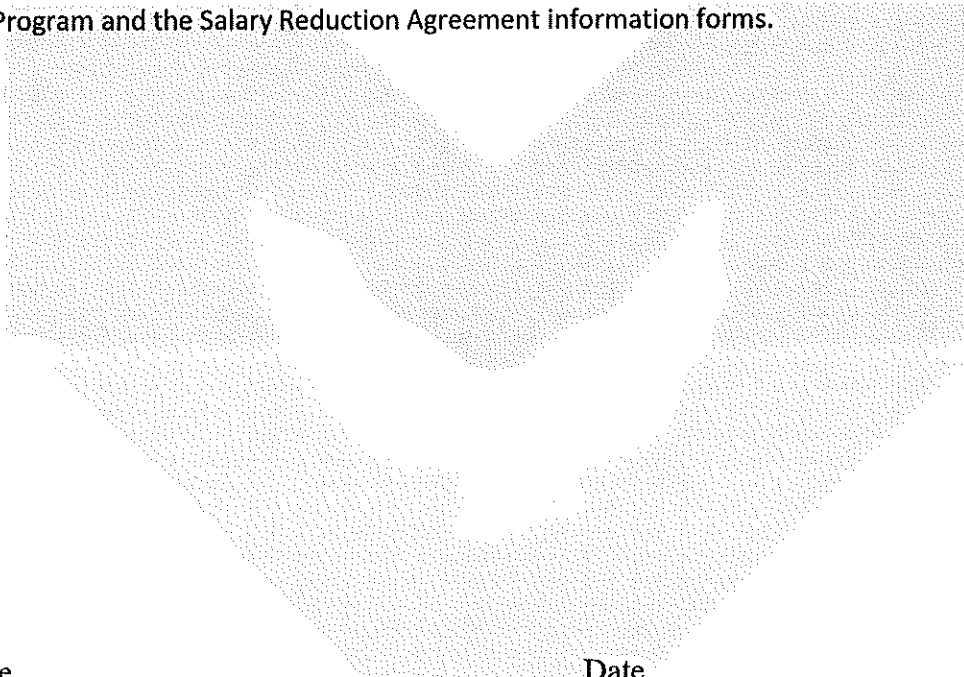 Program and the Salary Reduction Agreement information forms.
Date